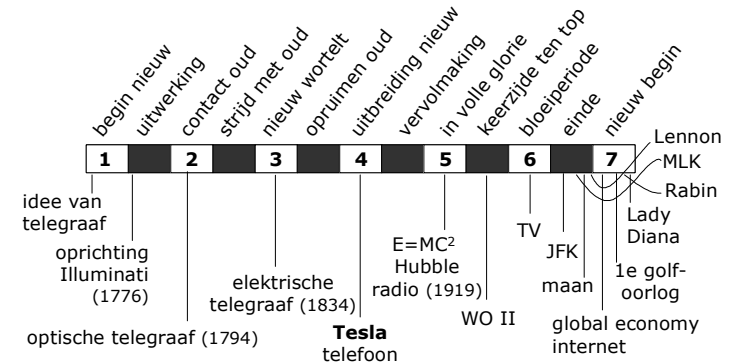 begin nieuw
uitwerking
contact oud
strijd met oud
nieuw wortelt
opruimen oud
uitbreiding nieuw
vervolmaking
in volle glorie
keerzijde ten top
bloeiperiode
einde
nieuw begin
1
2
3
4
5
6
7
Lennon
MLK
Rabin
Lady
Diana
idee van
telegraaf
oprichting
Illuminati
(1776)
optische telegraaf (1794)
elektrische
telegraaf (1834)
Tesla
telefoon
E=MC²
Hubble
radio (1919)
WO II
TV
JFK
maan
1e golf-
oorlog
global economy
internet